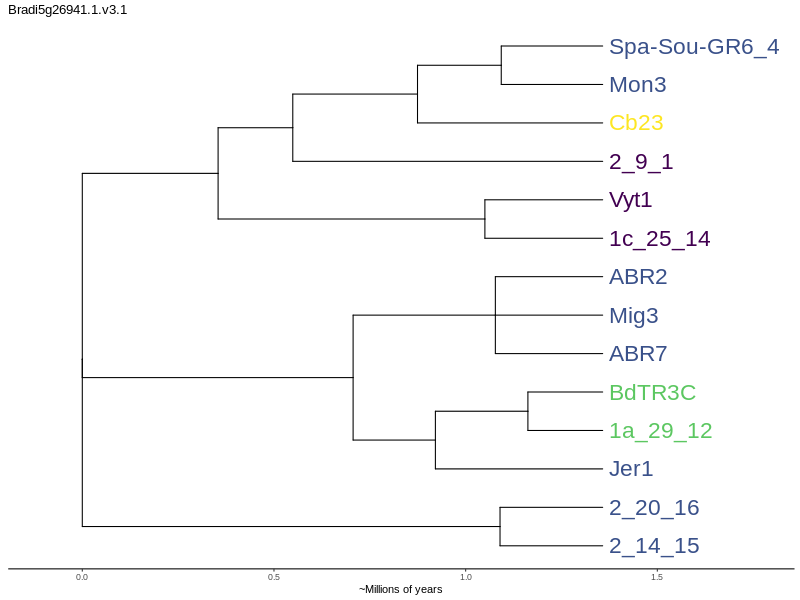 Bradi5g26941.1.v3.1
Spa-Sou-GR6_4
Mon3
Cb23
2_9_1
Vyt1
1c_25_14
ABR2
Mig3
ABR7
BdTR3C
1a_29_12
Jer1
2_20_16
2_14_15
0.0 0.5 1.0 1.5
~Millions of years